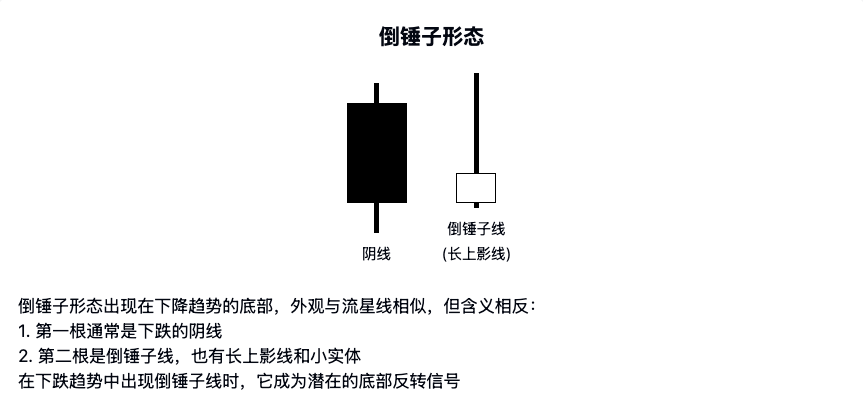 倒锤子形态
倒锤子线
阴线
(长上影线)
倒锤子形态出现在下降趋势的底部，外观与流星线相似，但含义相反：
1. 第一根通常是下跌的阴线
2. 第二根是倒锤子线，也有长上影线和小实体
在下跌趋势中出现倒锤子线时，它成为潜在的底部反转信号